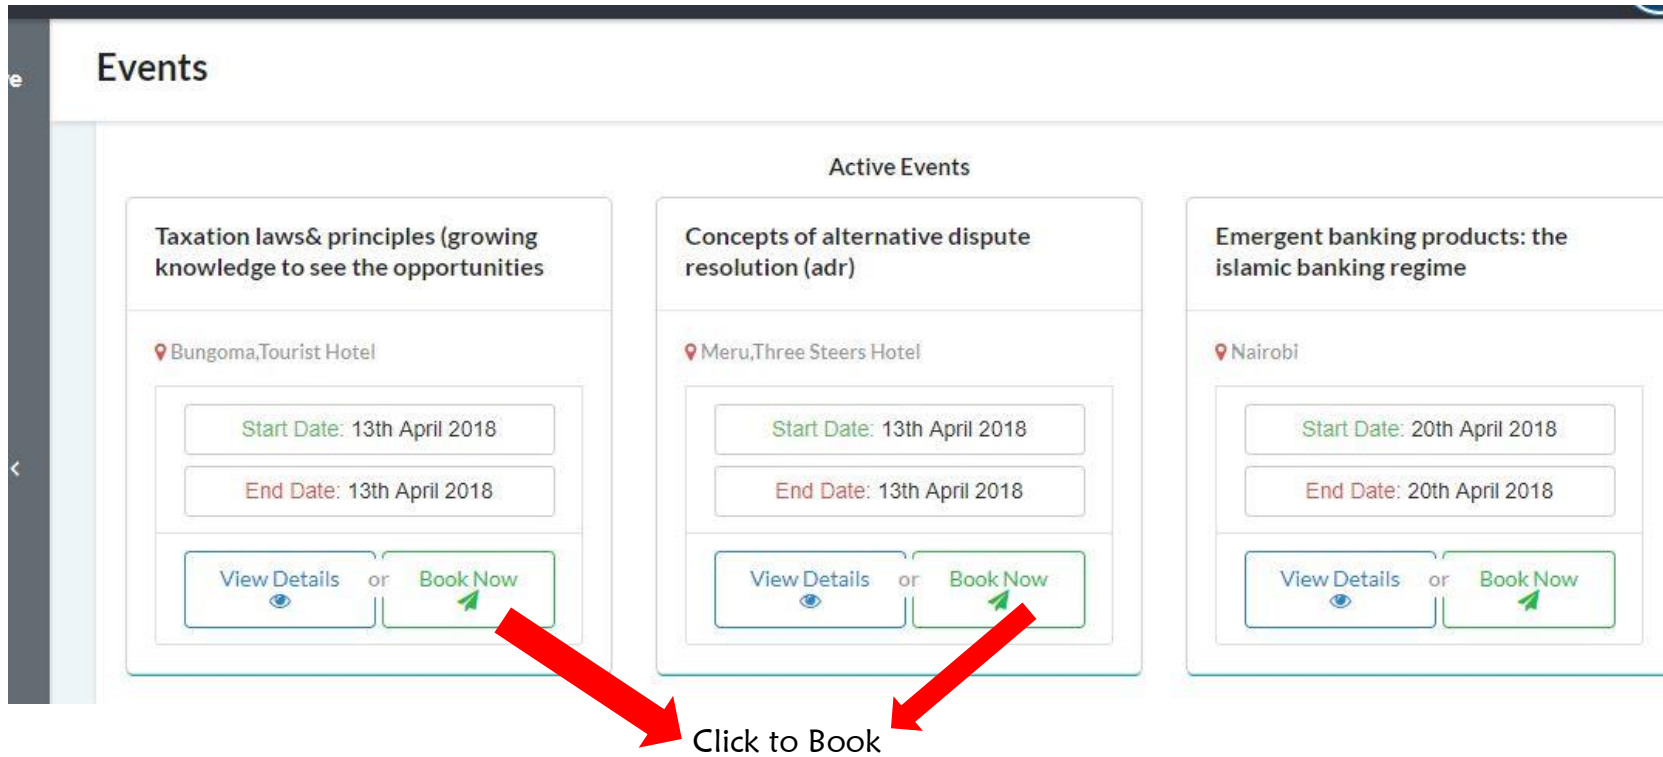 e
Events
Active Events
Taxation laws& principles (growing
knowledge to see the opportunities
Bungoma,Tourist Hotel
Start Date: 13th April 2018
End Date: 13th April 2018
View Details or Book Now
Concepts of alternative dispute
resolution (adr)
Meru,Three Steers Hotel
Start Date: 13th April 2018
End Date: 13th April 2018
View Details or Book Now
Emergent banking products: the
islamic banking regime
Nairobi
Start Date: 20th April 2018
End Date: 20th April 2018
View Details or Book Now
Click to Book